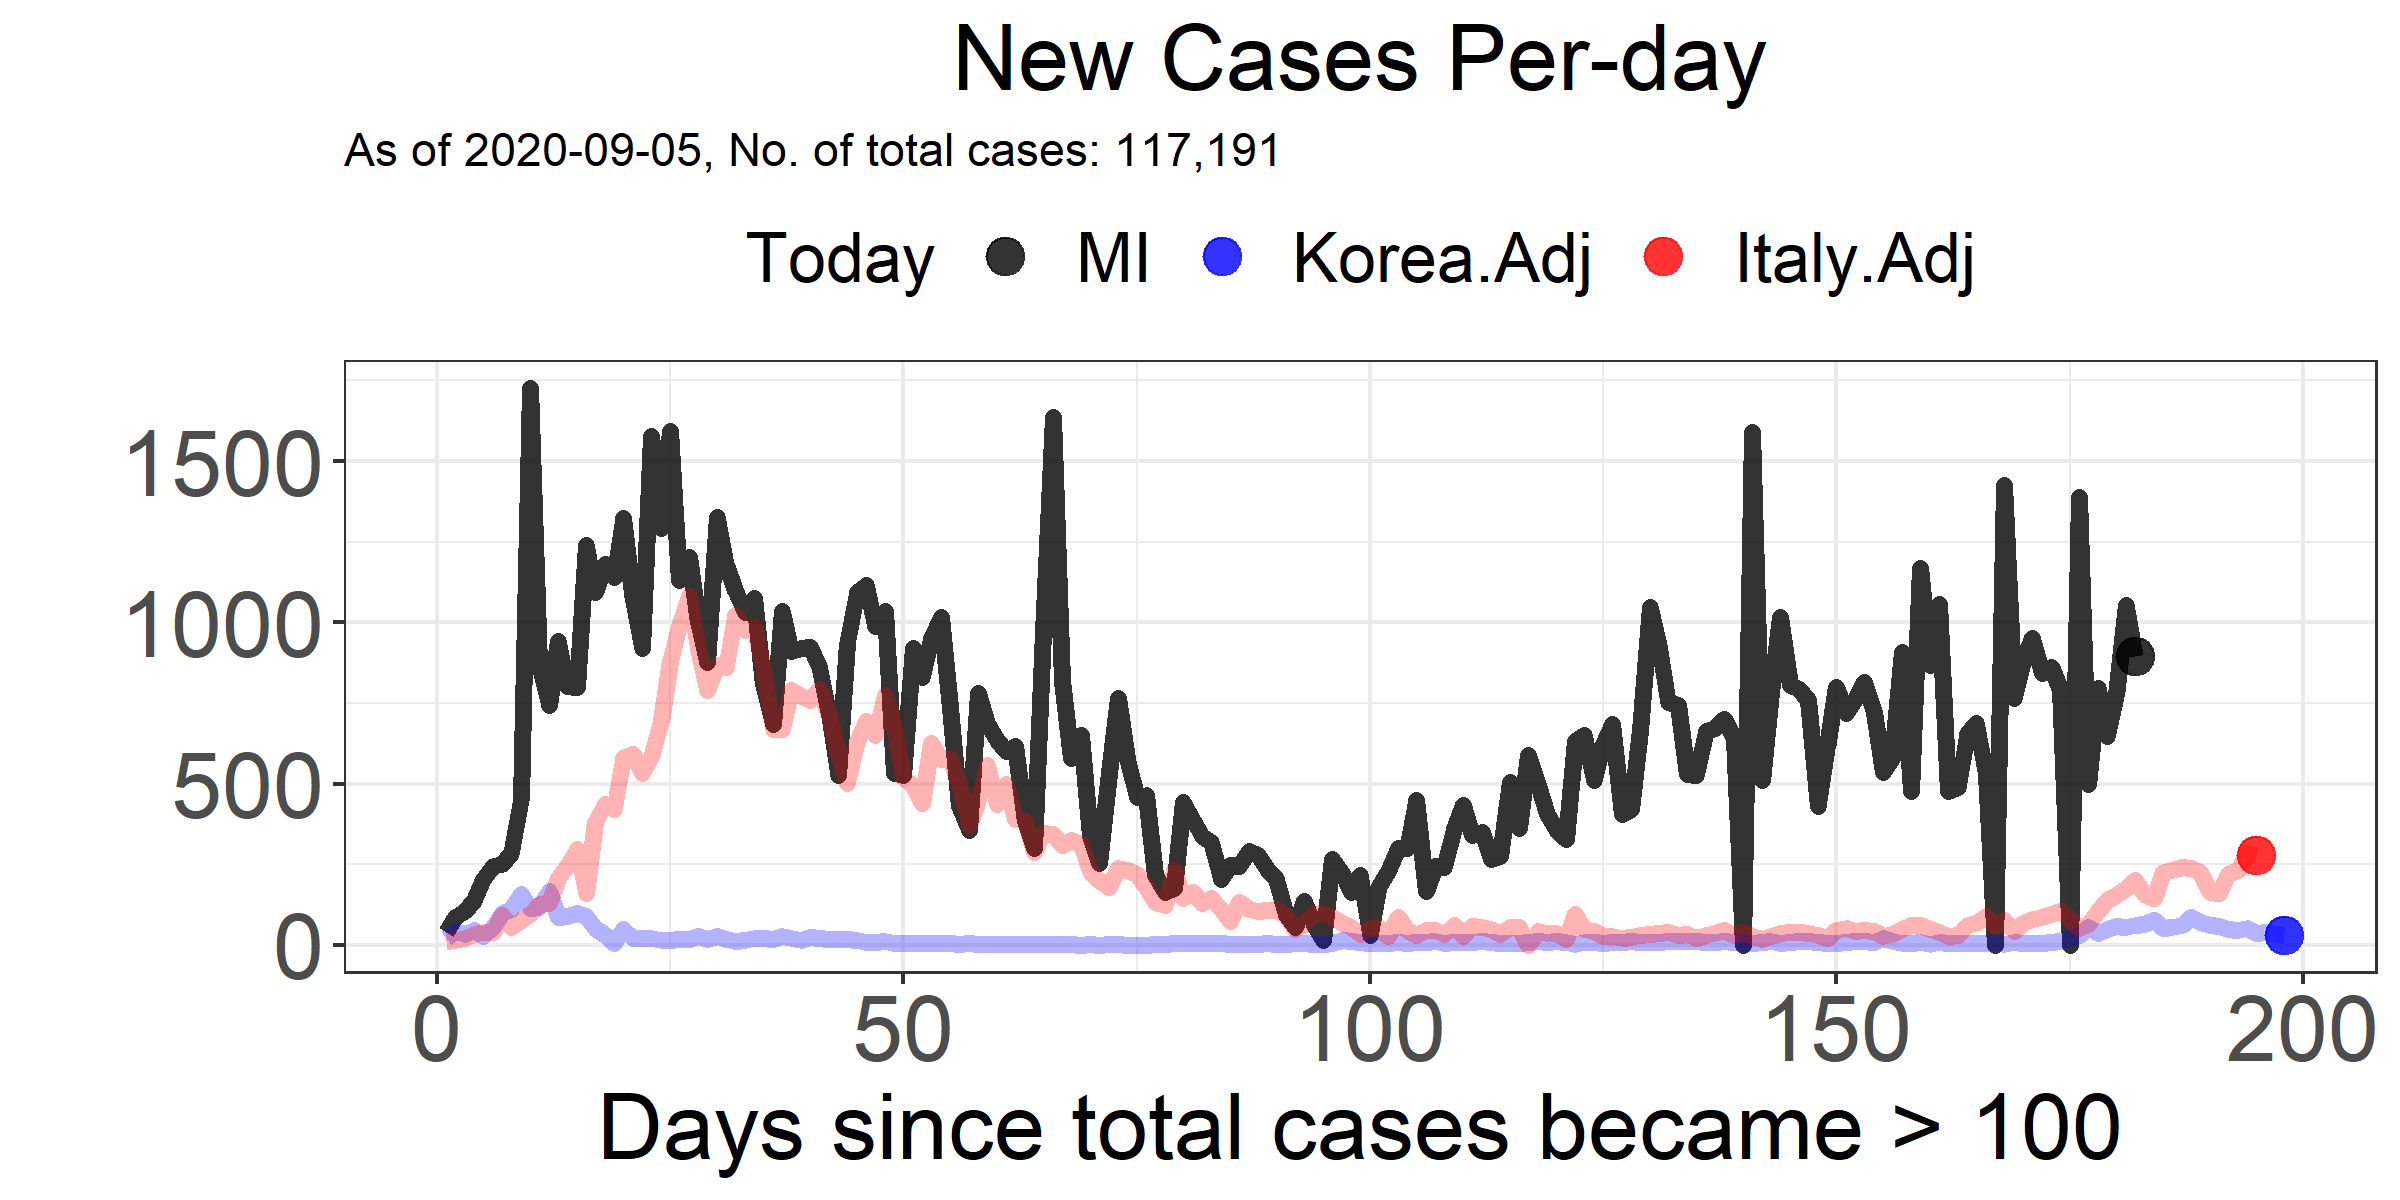 New Cases Per-day
As of 2020-09-05, No. of total cases: 117,191
Today MI Korea.Adj Italy.Adj
1500
1000
500
0
0 50 100 150 200
Days since total cases became > 100